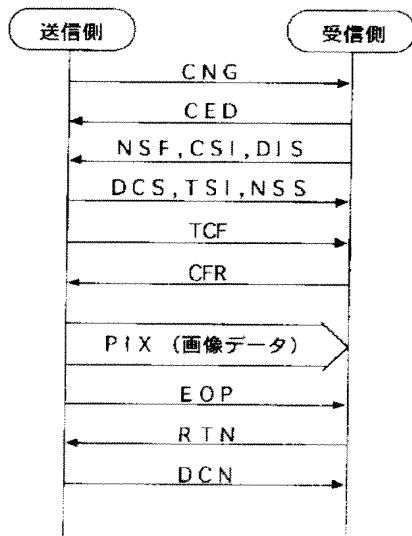 送信側
受信側
CNG
CED
NSF,CSI,DIS
DCS,TSI,NSS
TCF
CFR
PIX (画像データ)
EOP
RTN
DCN